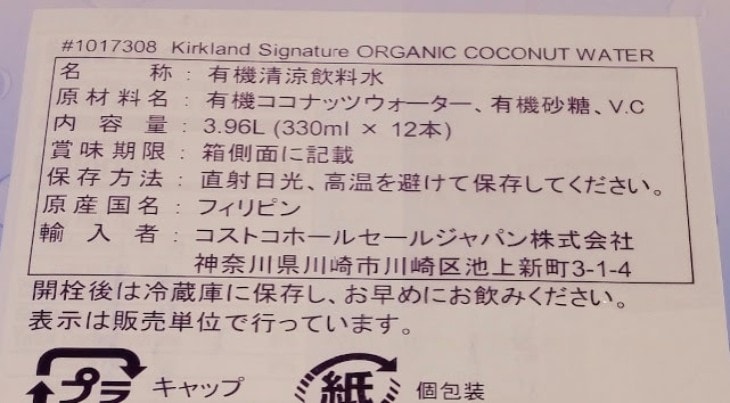 #1017308 Kirkland Signature ORGANIC COCONUT WATER
名称：有機清涼飲料水
原材料名：有機ココナッツウォーター、有機砂糖、V.C
内容量：3.96L (330ml × 12本)
賞味期限：箱側面に記載
保存方法：直射日光、高温を避けて保存してください。
原産国名：フィリピン
輸入者：コストコホールセールジャパン株式会社
神奈川県川崎市川崎区池上新町3-1-4
開栓後は冷蔵庫に保存し、お早めにお飲みください。
表示は販売単位で行っています。
プラ キャップ 紙 個包装